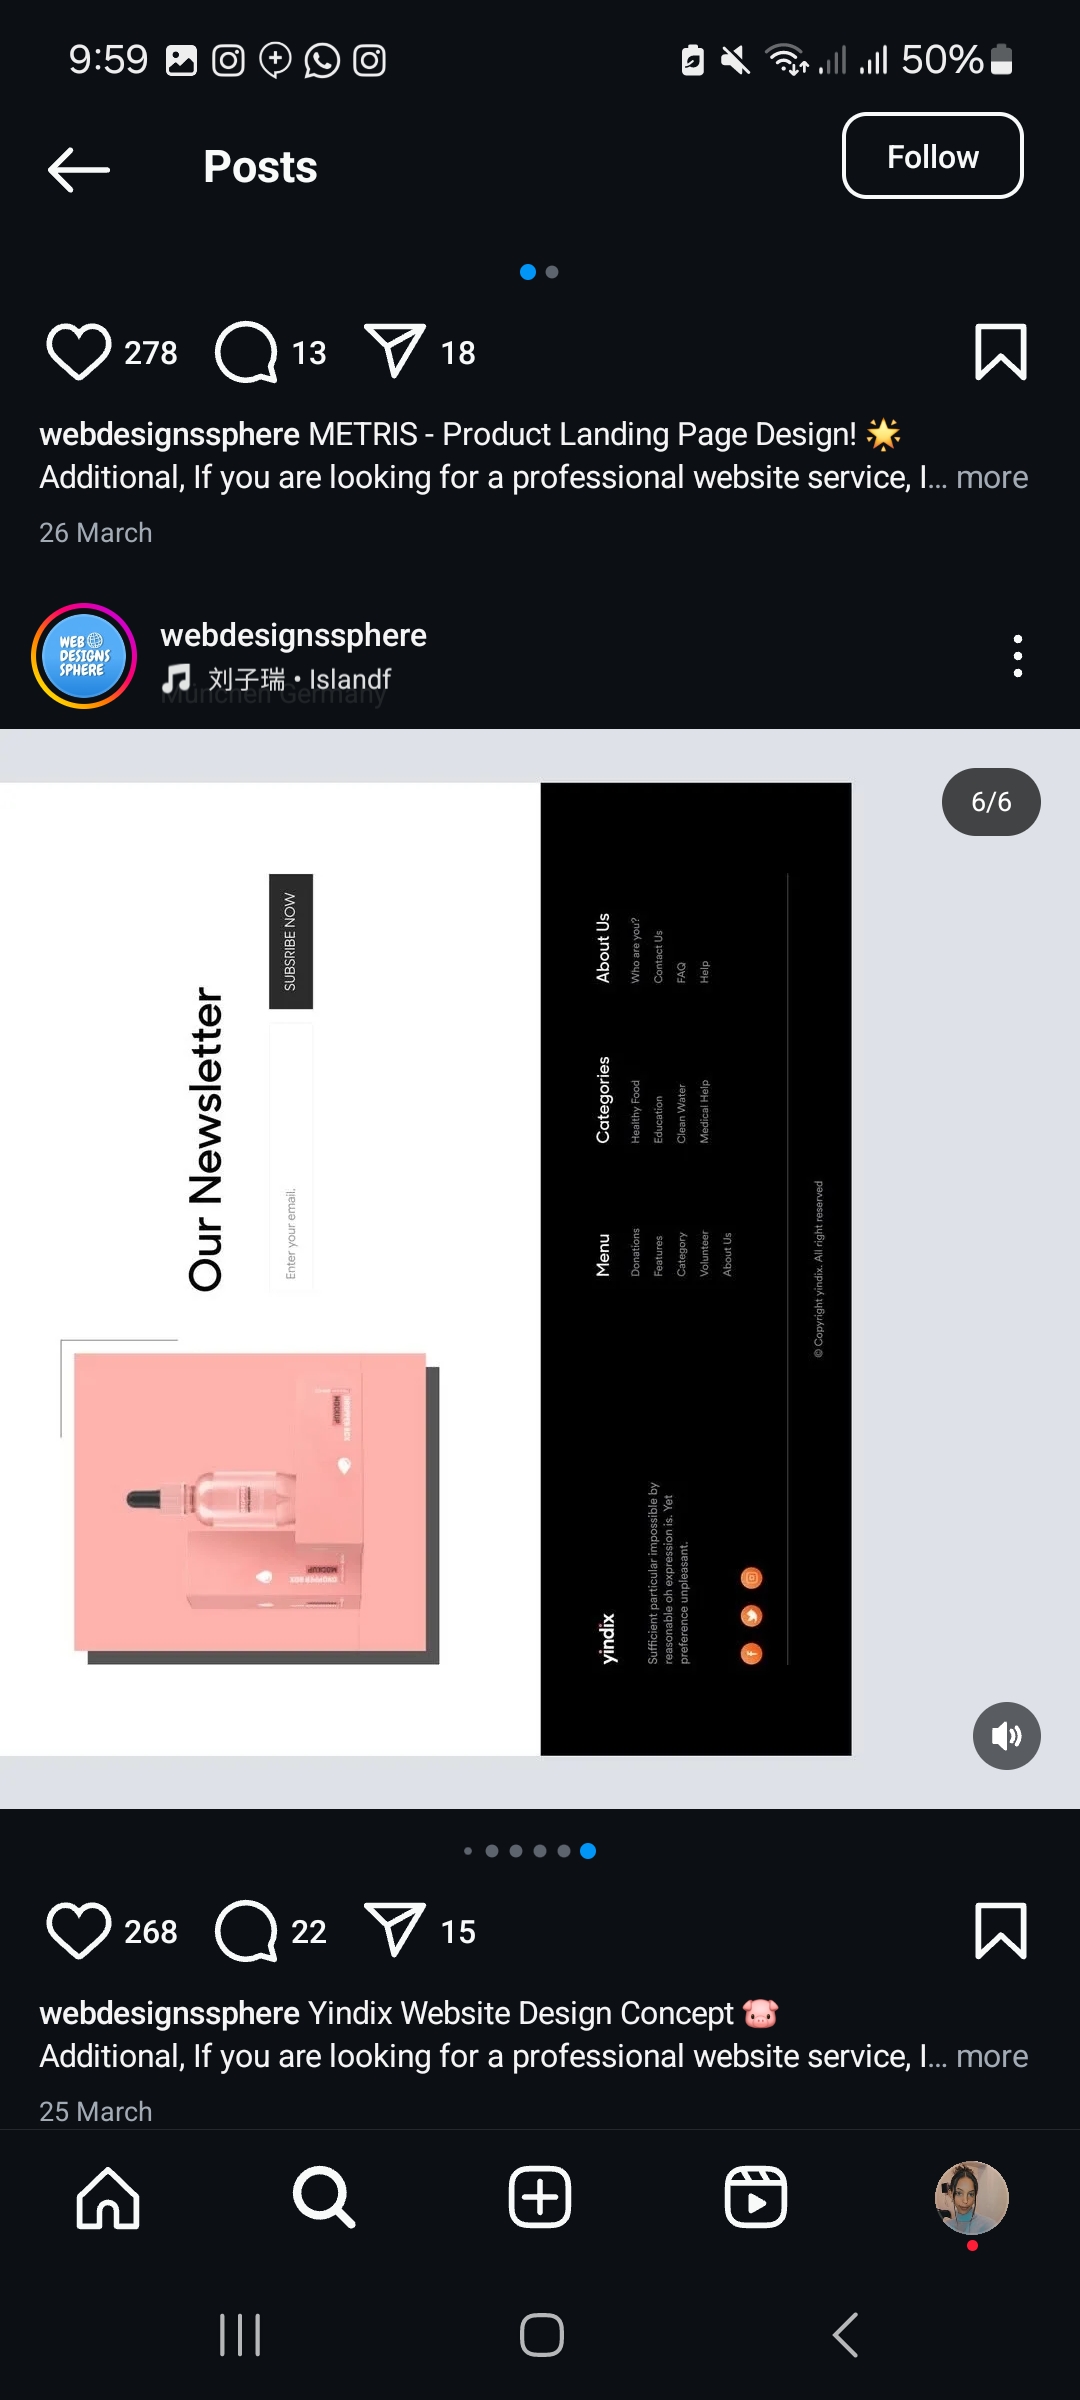 9:59
50%
Posts
Follow
278
13
18
webdesignssphere METRIS - Product Landing Page Design! 🌟
Additional, If you are looking for a professional website service, I... more
26 March
WEB
DESIGNS
SPHERE
webdesignssphere
刘子瑞 • Islandf
München Germany
6/6
Our Newsletter
Enter your email.
SUBSRIBE NOW
MOCKUP
MOCKUP
DROPPER BOX
yindix
Sufficient particular impossible by
reasonable oh expression is. Yet
preference unpleasant.
Menu
Donations
Features
Category
Volunteer
About Us
Categories
Healthy Food
Education
Clean Water
Medical Help
About Us
Who are you?
Contact Us
FAQ
Help
© Copyright yindix. All right reserved
268
22
15
webdesignssphere Yindix Website Design Concept 🐷
Additional, If you are looking for a professional website service, I... more
25 March